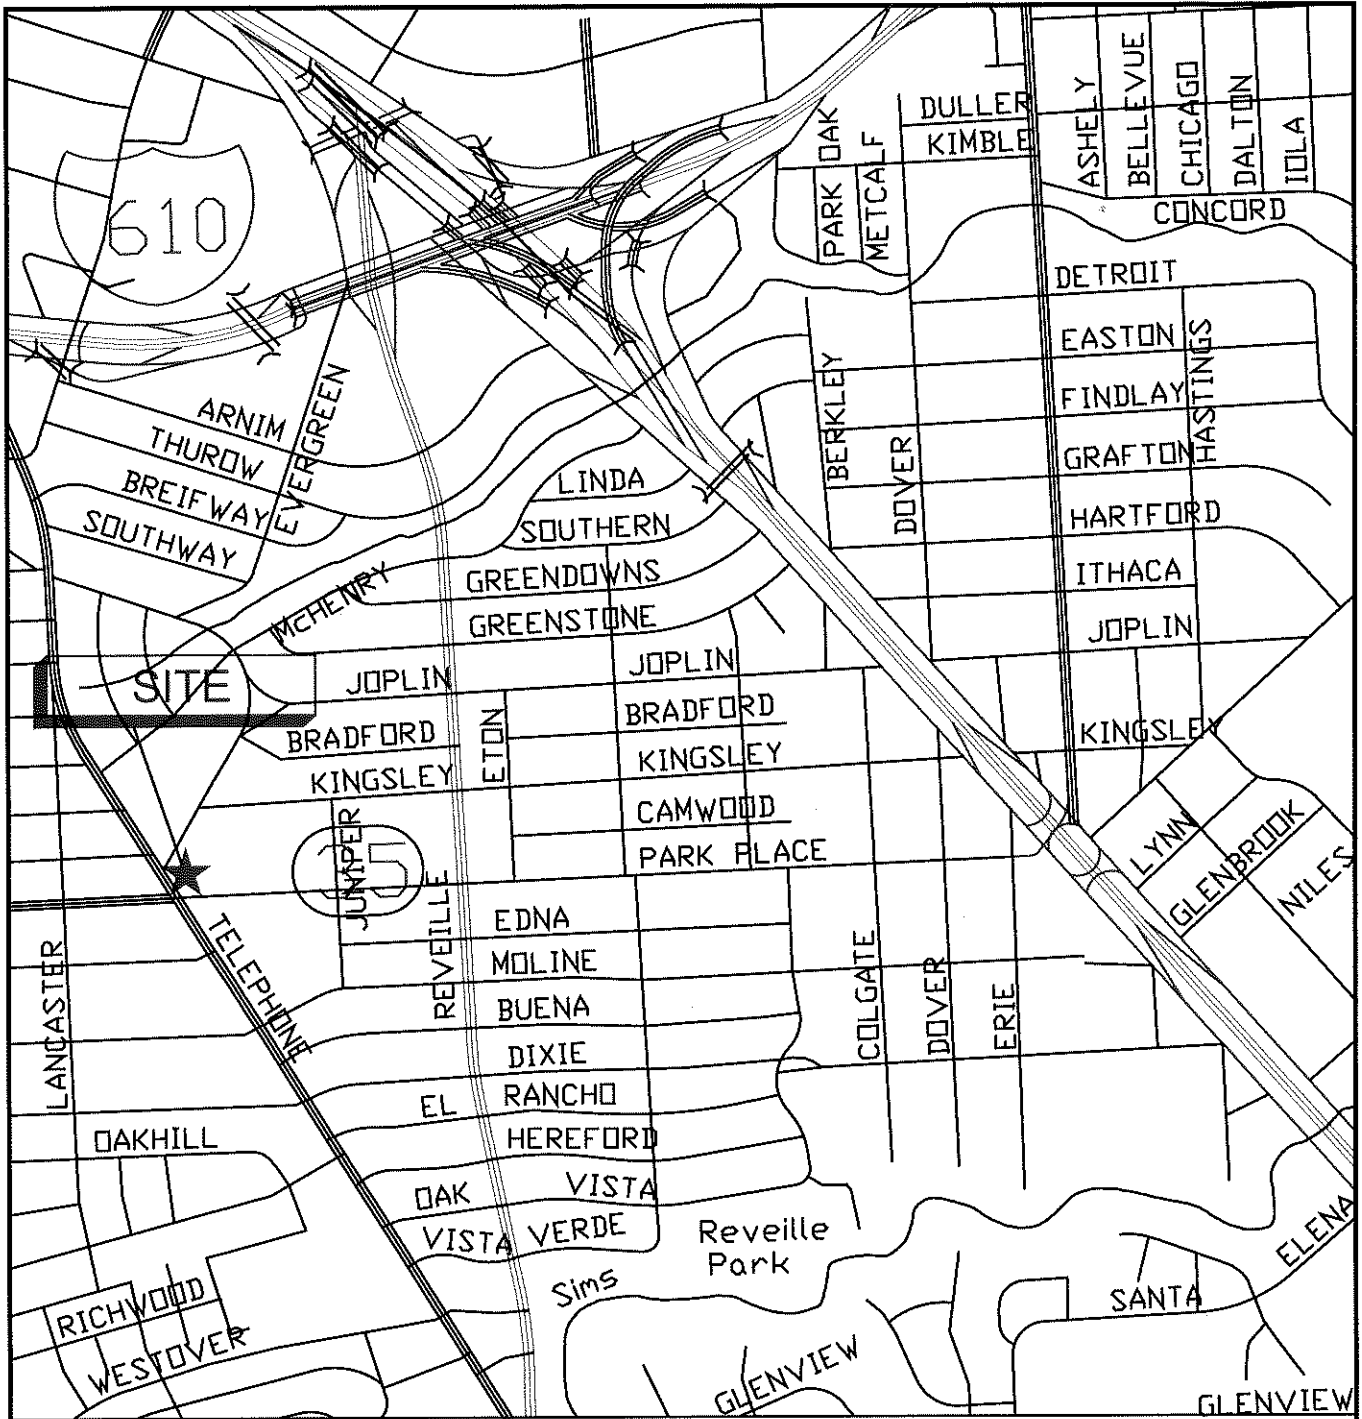 DULLER
KIMBLE
PARK OAK
METCALF
ASHELY
BELLEVUE
CHICAGO
DALTON
IOLA
CONCORD
610
DETROIT
EASTON
FINDLAY
GRAFTON
HASTINGS
HARTFORD
ITHACA
JOPLIN
KINGSLEY
BERKLEY
DOVER
ARNIM
THUROW
BREIFWAY
SOUTHWAY
EVERGREEN
LINDA
SOUTHERN
GREENDOWNS
GREENSTONE
McHENRY
SITE
JOPLIN
JOPLIN
BRADFORD
BRADFORD
KINGSLEY
KINGSLEY
ETON
CAMWOOD
PARK PLACE
JUNIPER
35
REVEILLE
LYNN
GLENBROOK
NILES
EDNA
MOLINE
BUENA
DIXIE
EL RANCHO
HEREFORD
OAK VISTA
VISTA VERDE
TELEPHONE
LANCASTER
COLGATE
DOVER
ERIE
OAKHILL
RICHWOOD
WESTOVER
Reveille
Park
Sims
SANTA ELENA
GLENVIEW
GLENVIEW